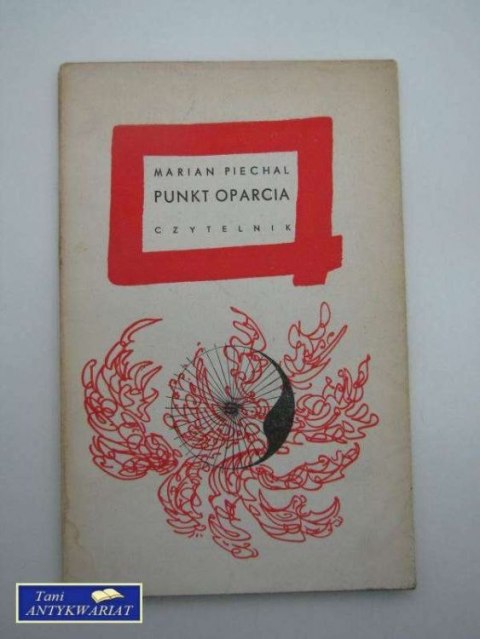 MARIAN PIECHAL
PUNKT OPARCIA
CZYTELNIK
Tani
ANTYKWARIAT